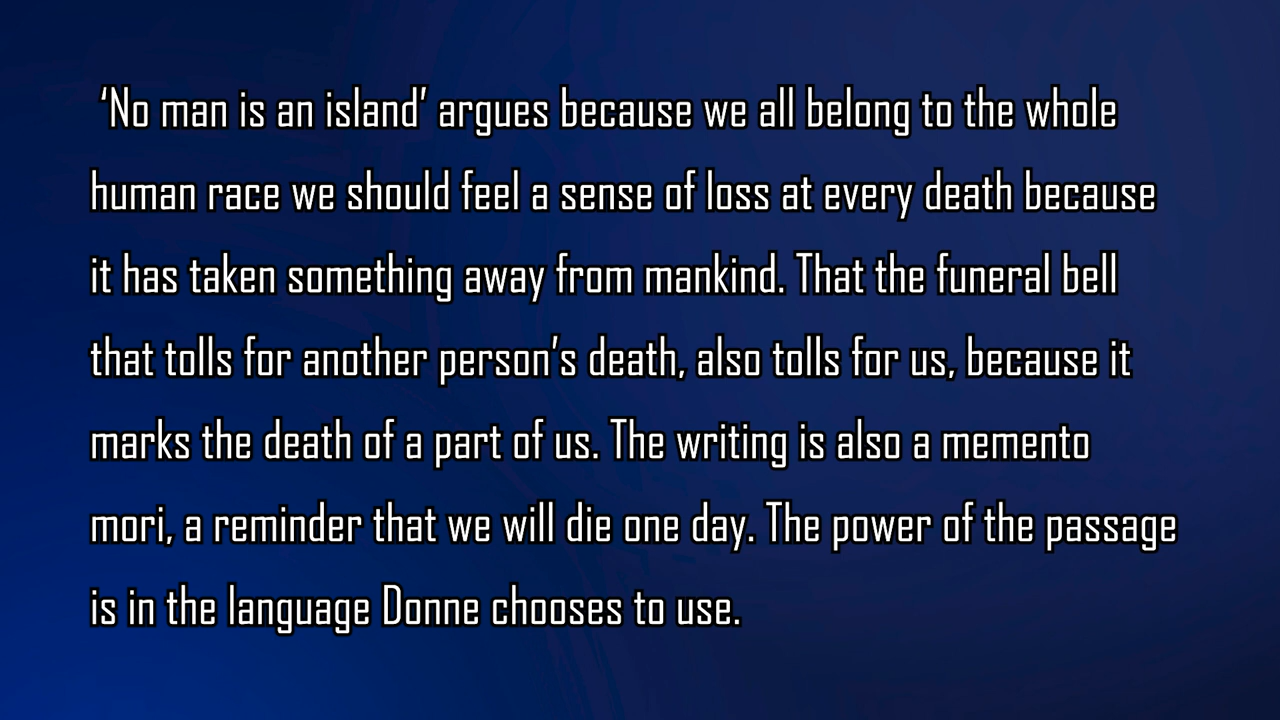 ‘No man is an island’ argues because we all belong to the whole
human race we should feel a sense of loss at every death because
it has taken something away from mankind. That the funeral bell
that tolls for another person’s death, also tolls for us, because it
marks the death of a part of us. The writing is also a memento
mori, a reminder that we will die one day. The power of the passage
is in the language Donne chooses to use.